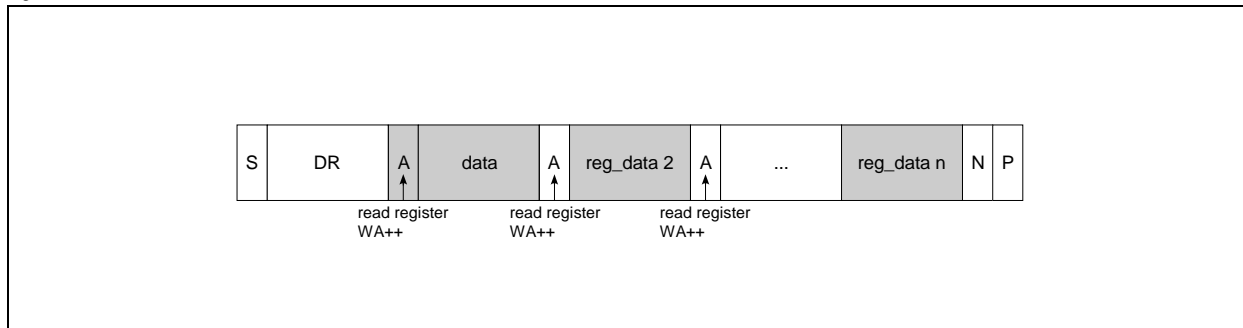 S DR A data A reg_data 2 A ... reg_data n N P
read register read register read register
WA++ WA++ WA++